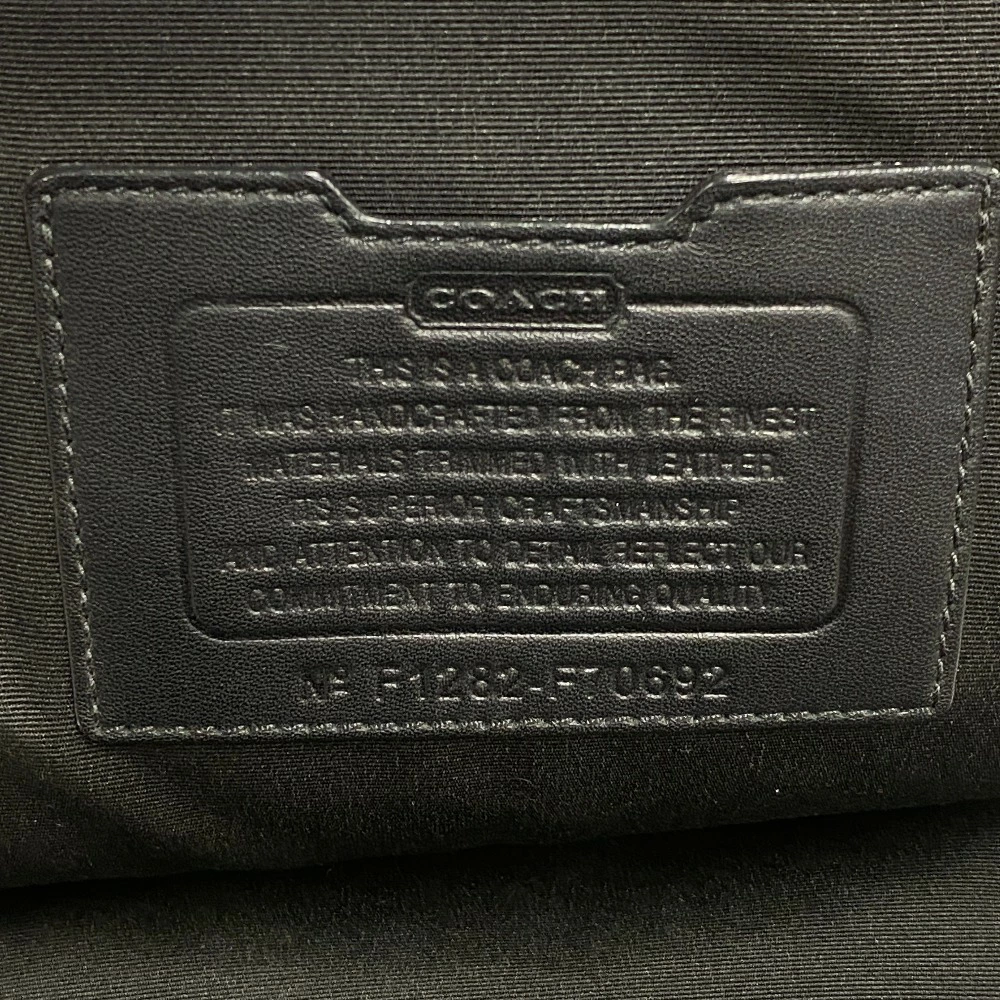 COACH
THIS IS A COACH BAG.
IT WAS HANDCRAFTED FROM THE FINEST
MATERIALS TRIMMED WITH LEATHER.
ITS SUPERIOR CRAFTSMANSHIP
AND ATTENTION TO DETAIL REFLECT OUR
COMMITMENT TO ENDURING QUALITY.
Nº F1282-F70692